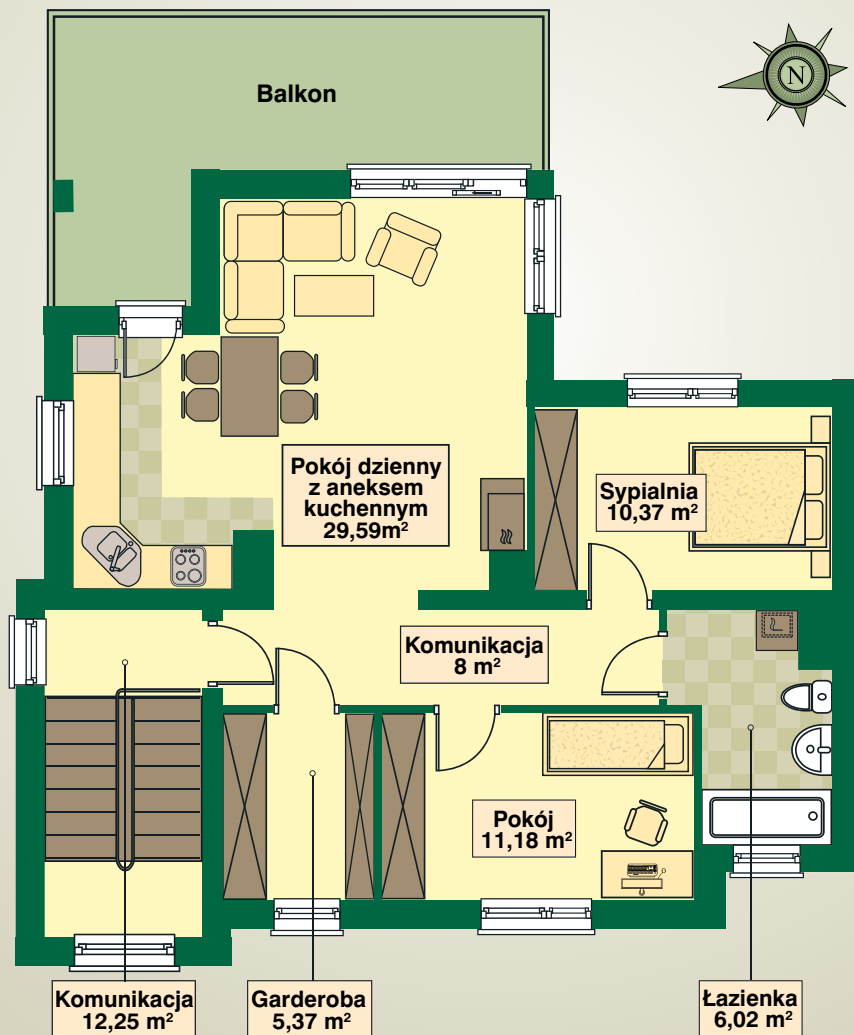 Balkon
N
Pokój dzienny
z aneksem
kuchennym
29,59m²
Sypialnia
10,37 m²
Komunikacja
8 m²
Pokój
11,18 m²
Komunikacja
12,25 m²
Garderoba
5,37 m²
Łazienka
6,02 m²